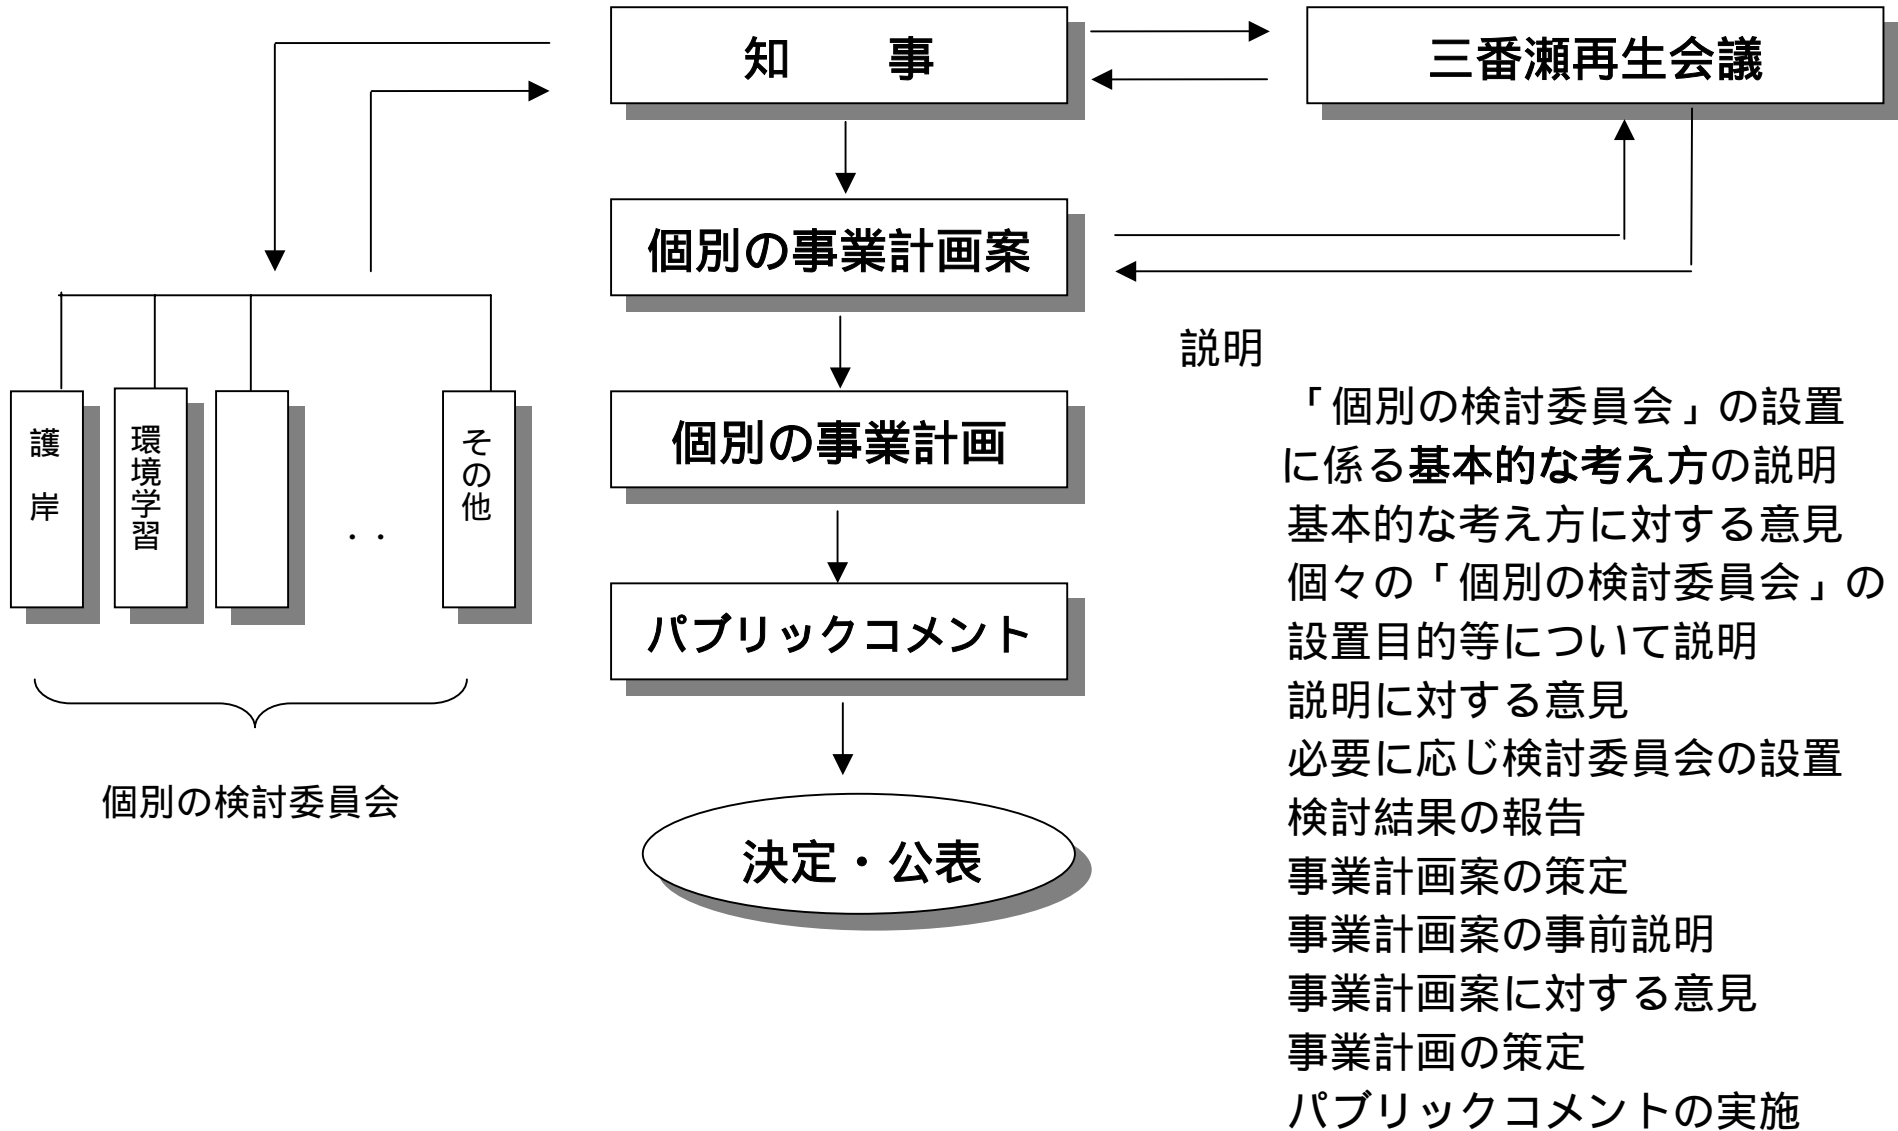 知　　事
三番瀬再生会議
個別の事業計画案
個別の事業計画
パブリックコメント
決定・公表
護　岸
環境学習
・・
その他
個別の検討委員会
説明
「個別の検討委員会」の設置
に係る基本的な考え方の説明
基本的な考え方に対する意見
個々の「個別の検討委員会」の
設置目的等について説明
説明に対する意見
必要に応じ検討委員会の設置
検討結果の報告
事業計画案の策定
事業計画案の事前説明
事業計画案に対する意見
事業計画の策定
パブリックコメントの実施